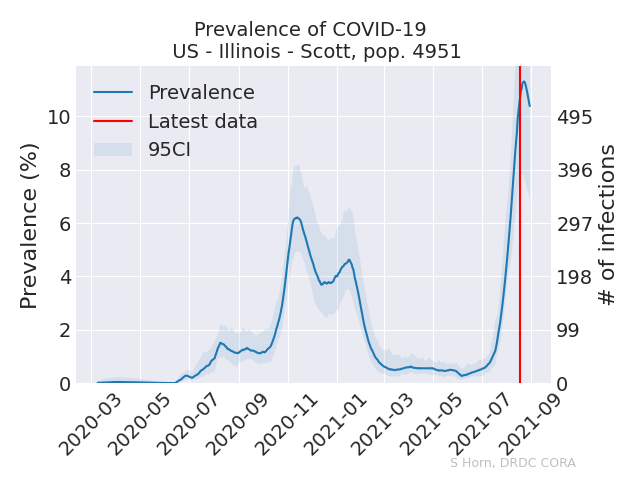 Prevalence of COVID-19
US - Illinois - Scott, pop. 4951
Prevalence
Latest data
95CI
Prevalence (%)
10
8
6
4
2
0
# of infections
495
396
297
198
99
0
2020-03
2020-05
2020-07
2020-09
2020-11
2021-01
2021-03
2021-05
2021-07
2021-09
S Horn, DRDC CORA